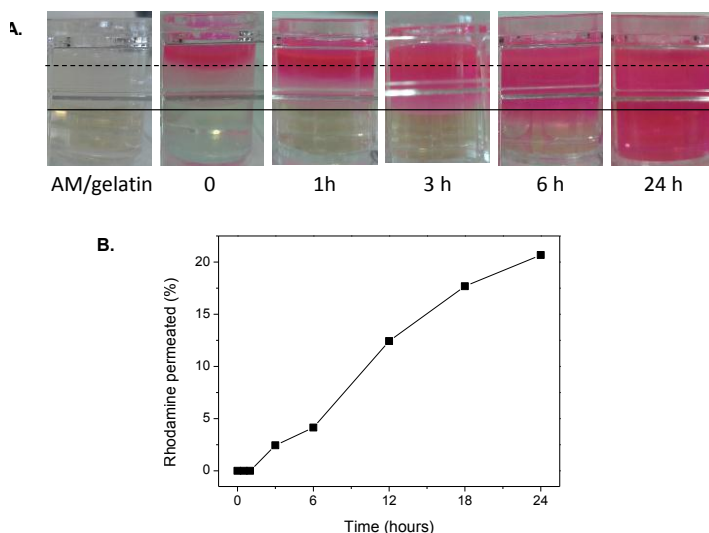 A.
AM/gelatin 0 1h 3 h 6 h 24 h
B.
Rhodamine permeated (%)
20
15
10
5
0
0 6 12 18 24
Time (hours)